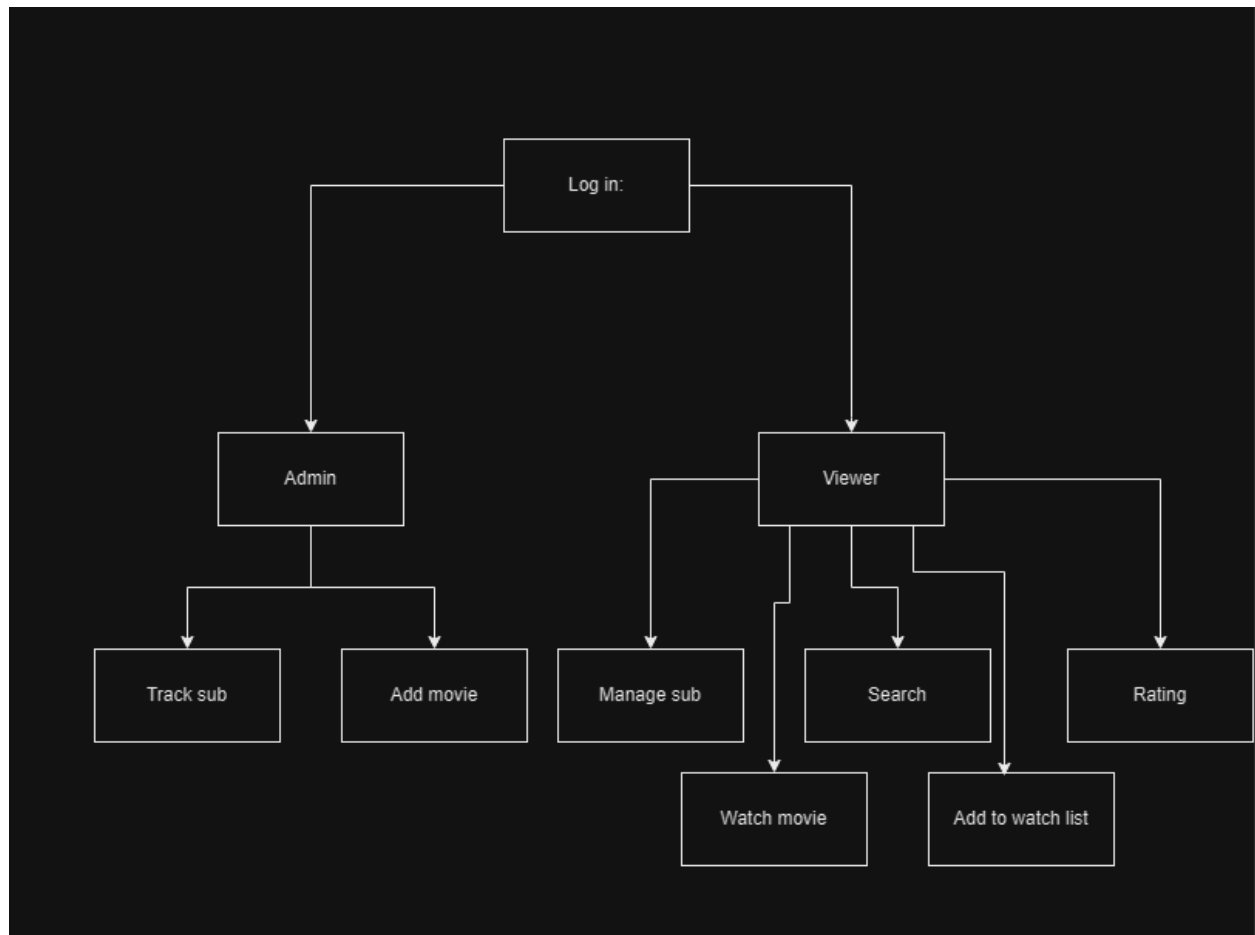 Log in:
Admin
Viewer
Track sub
Add movie
Manage sub
Search
Rating
Watch movie
Add to watch list